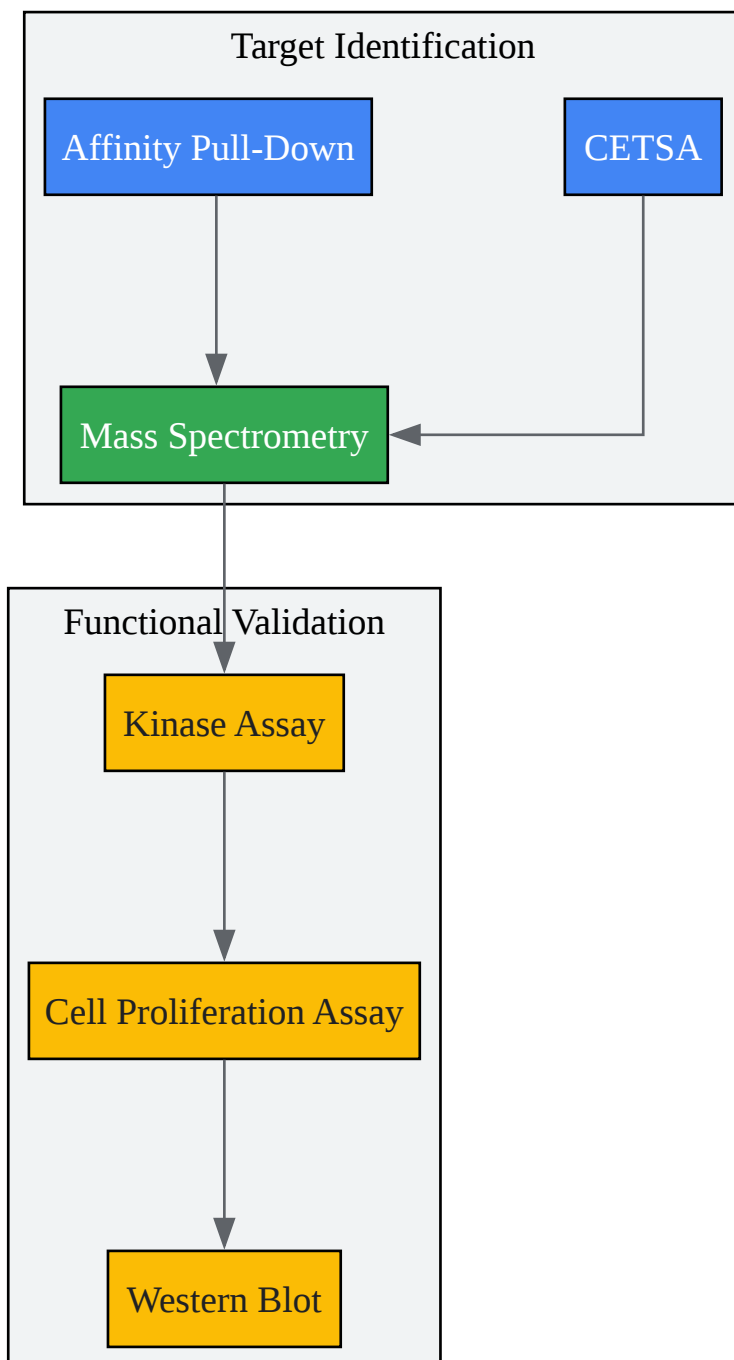 Target Identification
Affinity Pull-Down
CETSA
Mass Spectrometry
Functional Validation
Kinase Assay
Cell Proliferation Assay
Western Blot